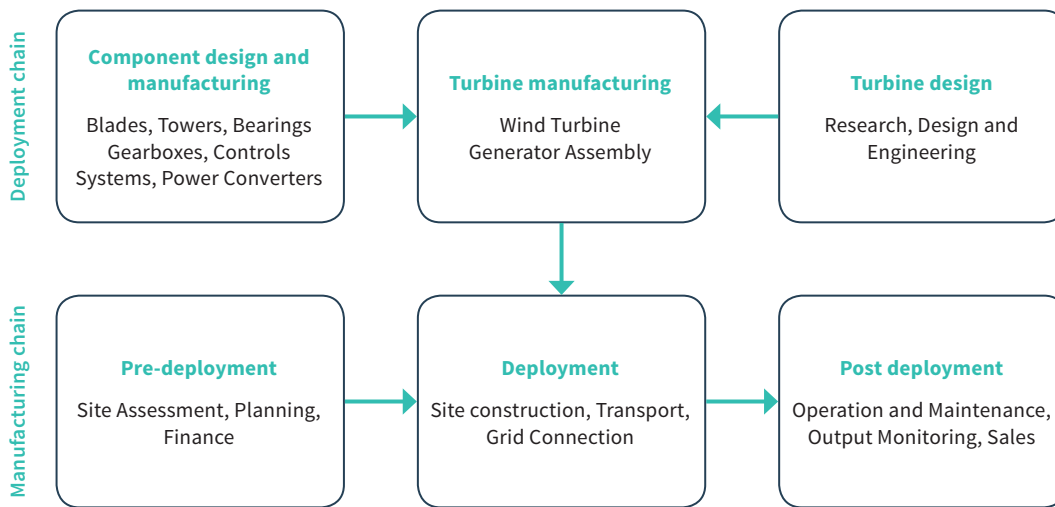 Deployment chain
Component design and
manufacturing
Blades, Towers, Bearings
Gearboxes, Controls
Systems, Power Converters
Turbine manufacturing
Wind Turbine
Generator Assembly
Turbine design
Research, Design and
Engineering
Manufacturing chain
Pre-deployment
Site Assessment, Planning,
Finance
Deployment
Site construction, Transport,
Grid Connection
Post deployment
Operation and Maintenance,
Output Monitoring, Sales